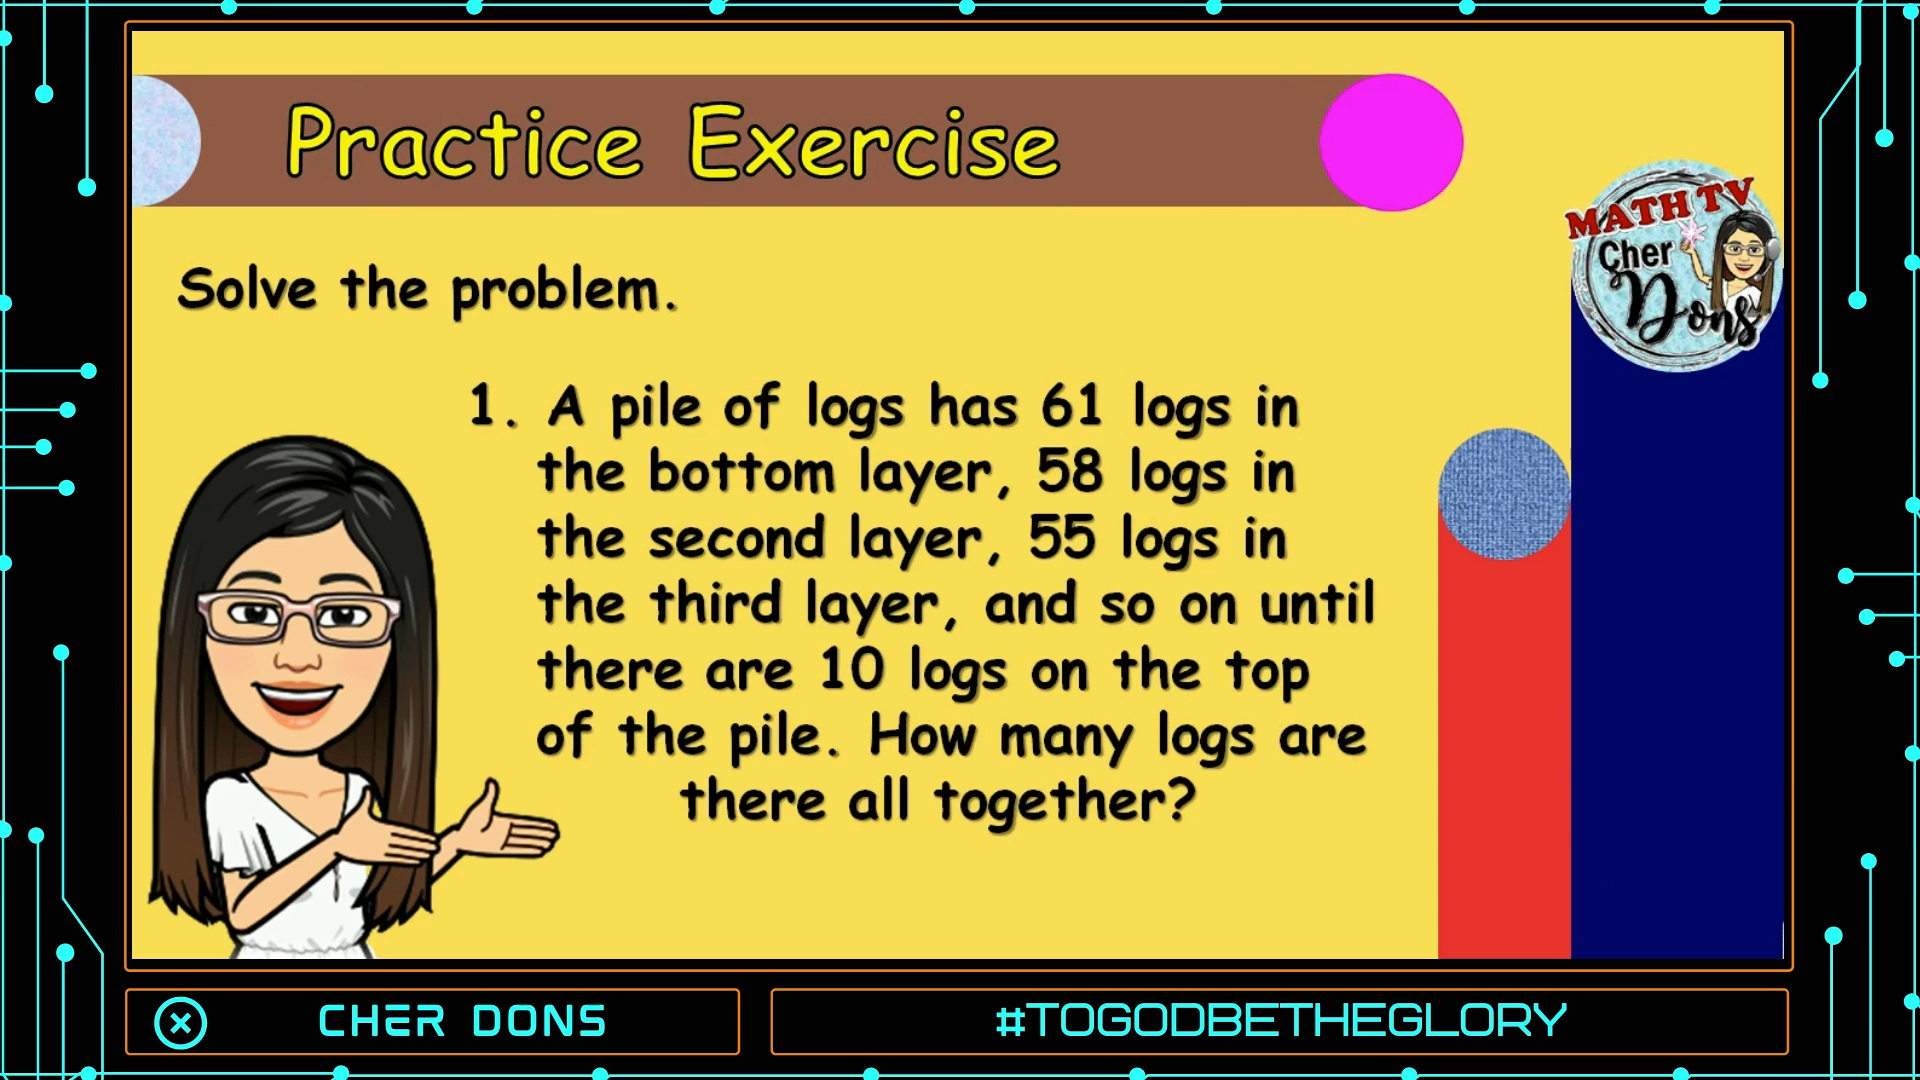 Practice Exercise
MATH TV
Cher
Dons
Solve the problem.
1. A pile of logs has 61 logs in
the bottom layer, 58 logs in
the second layer, 55 logs in
the third layer, and so on until
there are 10 logs on the top
of the pile. How many logs are
there all together?
CHER DONS
#TOGODBETHEGLORY